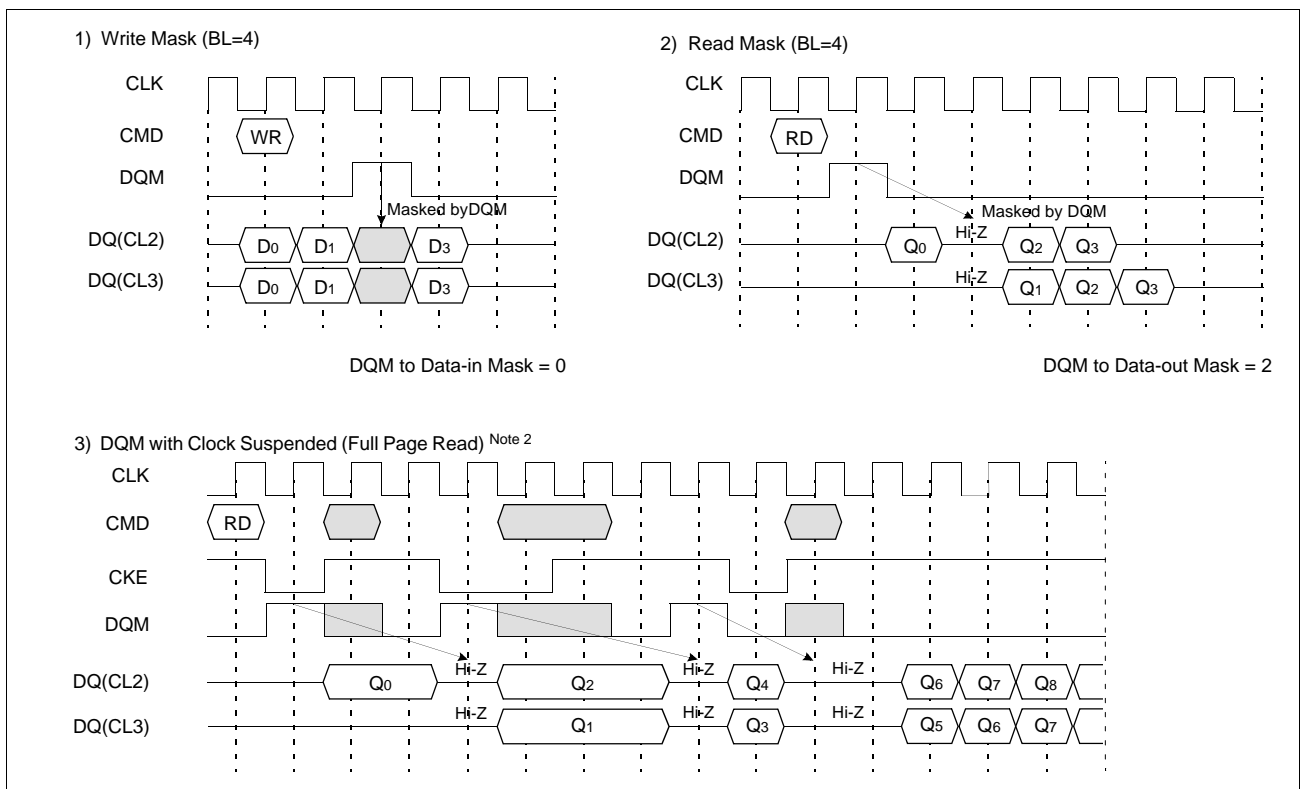 1) Write Mask (BL=4)
CLK
CMD
WR
DQM
Masked byDQM
DQ(CL2)
D0 D1 D3
DQ(CL3)
D0 D1 D3
DQM to Data-in Mask = 0
2) Read Mask (BL=4)
CLK
CMD
RD
DQM
Masked by DQM
DQ(CL2)
Q0 Hi-Z Q2 Q3
DQ(CL3)
Hi-Z Q1 Q2 Q3
DQM to Data-out Mask = 2
3) DQM with Clock Suspended (Full Page Read) Note 2
CLK
CMD
RD
CKE
DQM
DQ(CL2)
Q0 Hi-Z Q2 Hi-Z Q4 Hi-Z Q6 Q7 Q8
DQ(CL3)
Hi-Z Q1 Hi-Z Q3 Hi-Z Q5 Q6 Q7